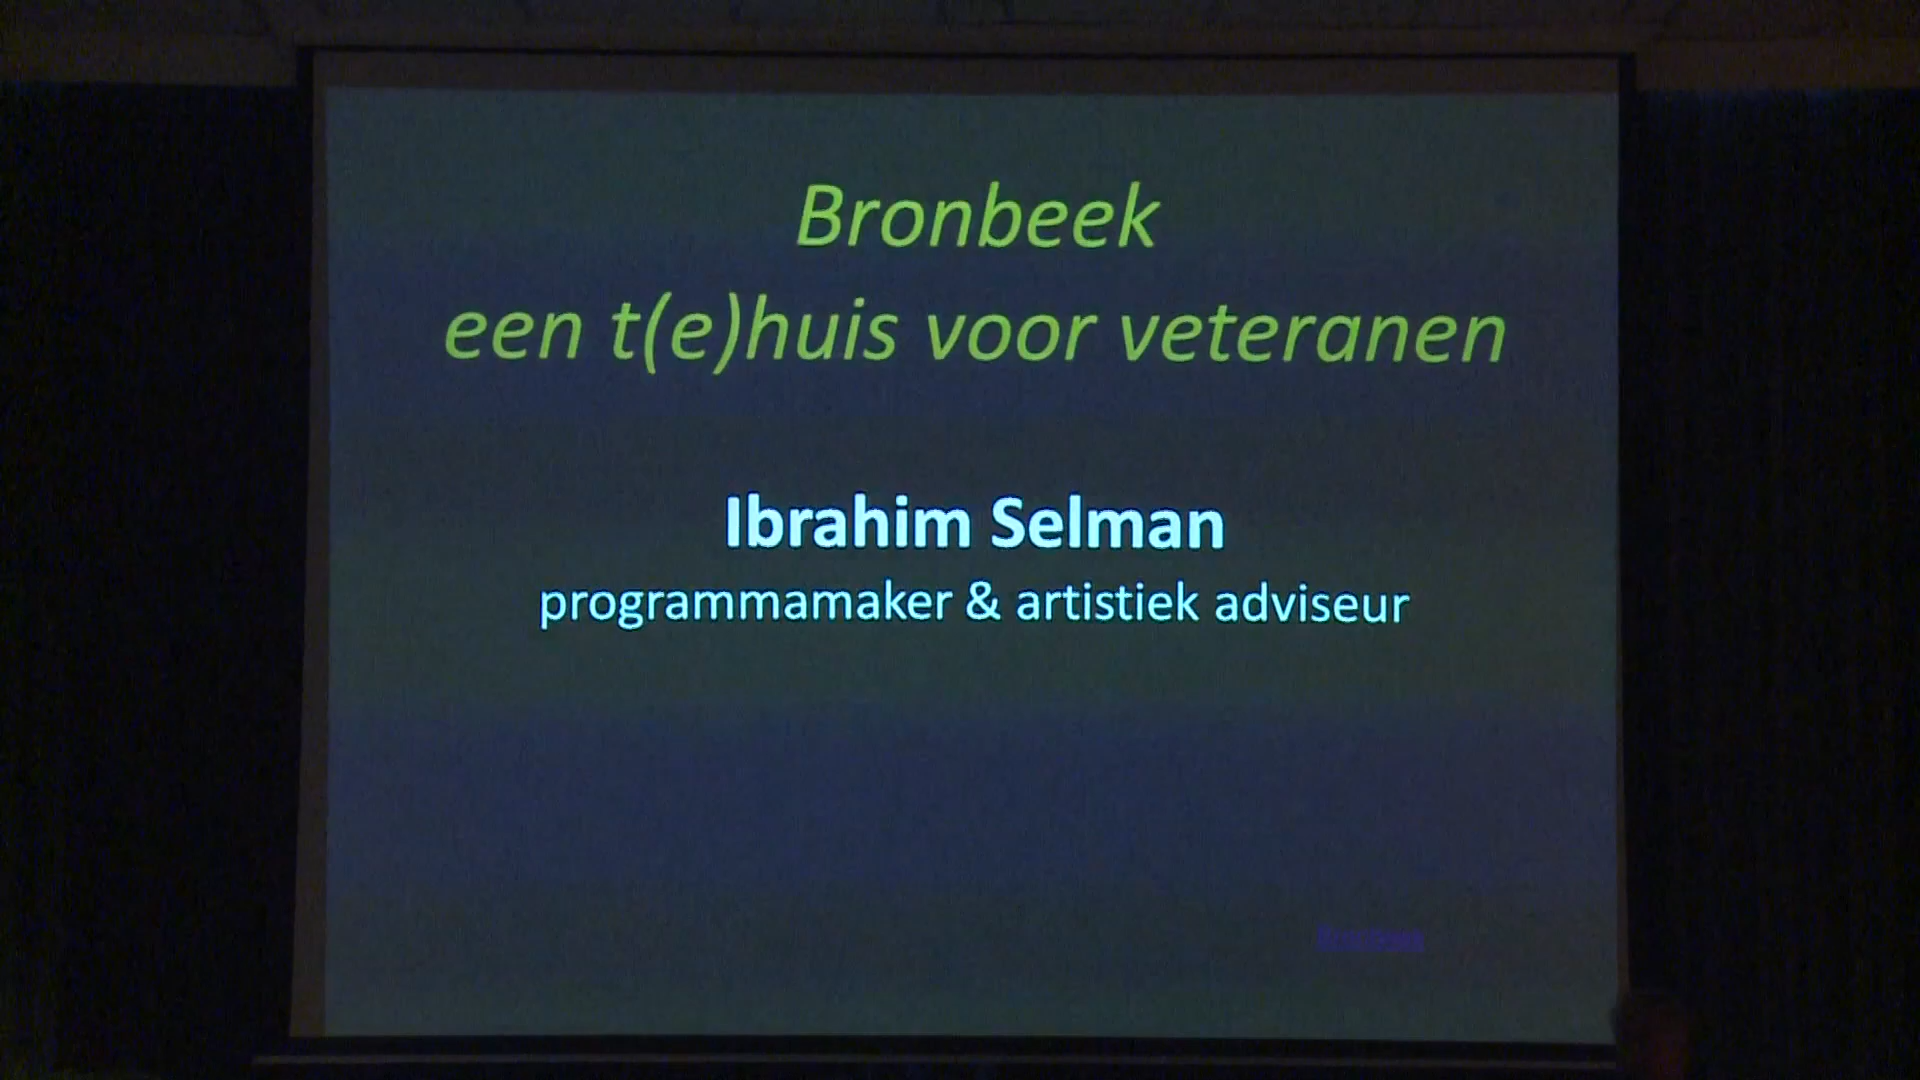 Bronbeek
een t(e)huis voor veteranen
Ibrahim Selman
programmamaker & artistiek adviseur